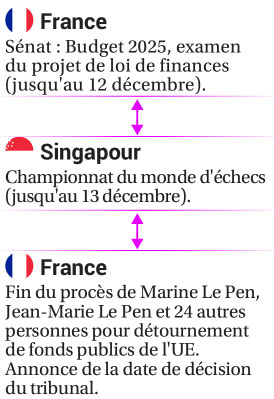 France
Sénat : Budget 2025, examen
du projet de loi de finances
(jusqu'au 12 décembre).
Singapour
Championnat du monde d'échecs
(jusqu'au 13 décembre).
France
Fin du procès de Marine Le Pen,
Jean-Marie Le Pen et 24 autres
personnes pour détournement
de fonds publics de l'UE.
Annonce de la date de décision
du tribunal.